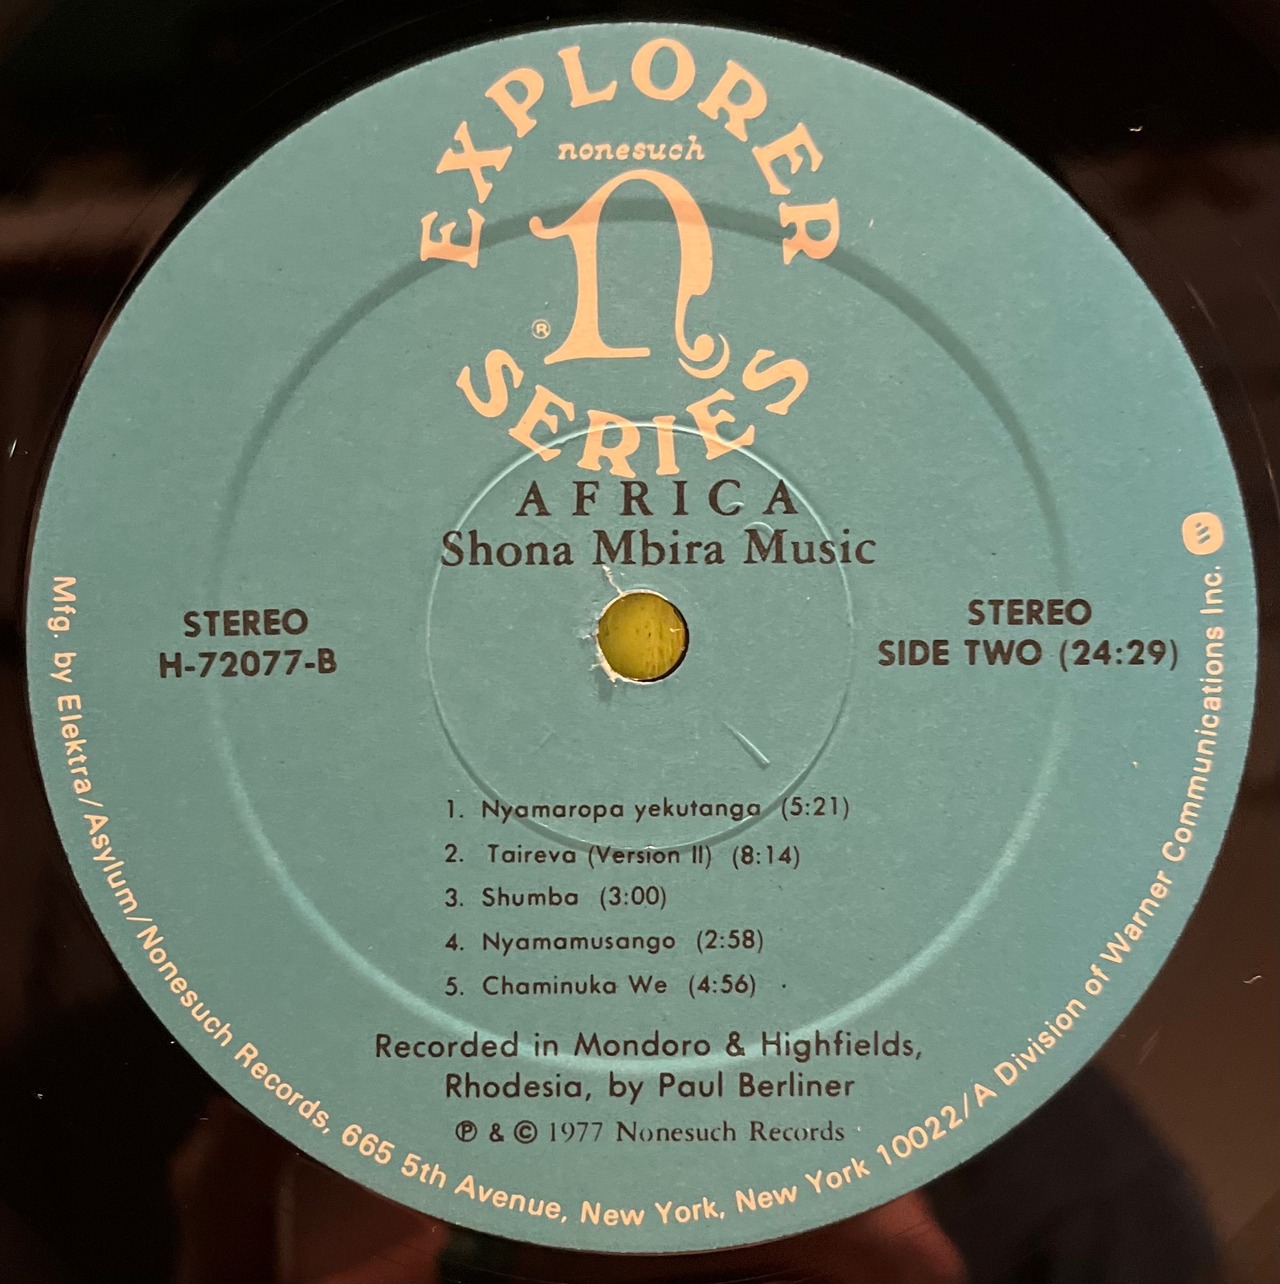 EXPLORER
nonesuch
n
®
SERIES
AFRICA
Shona Mbira Music
STEREO
H-72077-B
STEREO
SIDE TWO (24:29)
1. Nyamaropa yekutanga (5:21)
2. Taireva (Version II) (8:14)
3. Shumba (3:00)
4. Nyamamusango (2:58)
5. Chaminuka We (4:56)
Recorded in Mondoro & Highfields,
Rhodesia, by Paul Berliner
℗ & © 1977 Nonesuch Records
Mfg. by Elektra/Asylum/Nonesuch Records, 665 5th Avenue, New York, New York 10022/A Division of Warner Communications Inc.